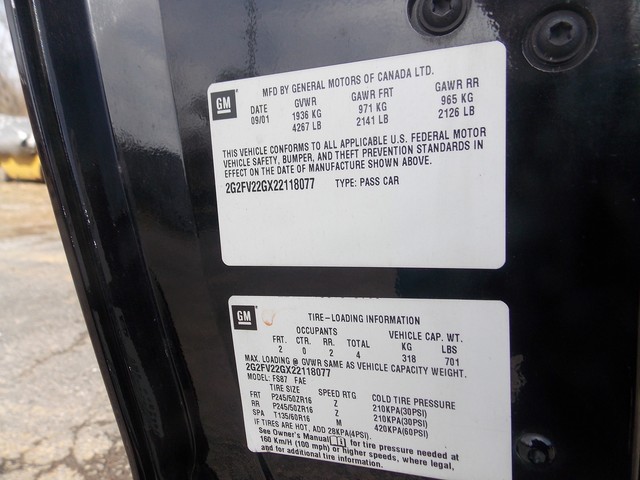 GM
MFD BY GENERAL MOTORS OF CANADA LTD.
DATE GVWR GAWR FRT GAWR RR
09/01 1936 KG 971 KG 965 KG
4267 LB 2141 LB 2126 LB
THIS VEHICLE CONFORMS TO ALL APPLICABLE U.S. FEDERAL MOTOR
VEHICLE SAFETY, BUMPER, AND THEFT PREVENTION STANDARDS IN
EFFECT ON THE DATE OF MANUFACTURE SHOWN ABOVE.
2G2FV22GX22118077 TYPE: PASS CAR
GM
TIRE-LOADING INFORMATION
OCCUPANTS VEHICLE CAP. WT.
FRT. CTR. RR. TOTAL KG LBS
2 0 2 4 318 701
MAX. LOADING @ GVWR SAME AS VEHICLE CAPACITY WEIGHT.
2G2FV22GX22118077
MODEL: FS87 FAE
TIRE SIZE SPEED RTG COLD TIRE PRESSURE
FRT P245/50ZR16 Z 210KPA(30PSI)
RR P245/50ZR16 Z 210KPA(30PSI)
SPA T135/60R16 M 420KPA(60PSI)
IF TIRES ARE HOT, ADD 28KPA(4PSI).
See Owner's Manual for tire pressure needed at
160 Km/H (100 mph) or higher speeds, where legal,
and for additional tire information.